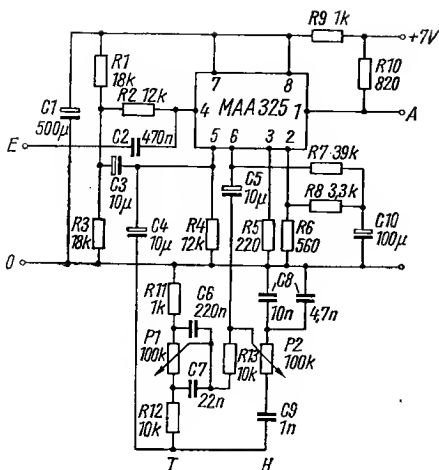 R9 1k
+7V
R1
18k
R2 12k
7
8
R10
820
MAA325
4
1
A
C1
500µ
C2
470n
E
5
6
3
2
C3
10µ
C5
10µ
R7 39k
R8 3,3k
C4
10µ
R3
18k
R4
12k
R5
220
R6
560
C10
100µ
0
R11
1k
C6
220n
C8
10n
4,7n
P1
100k
C7
22n
R13
10k
P2
100k
R12
10k
C9
1n
T
H